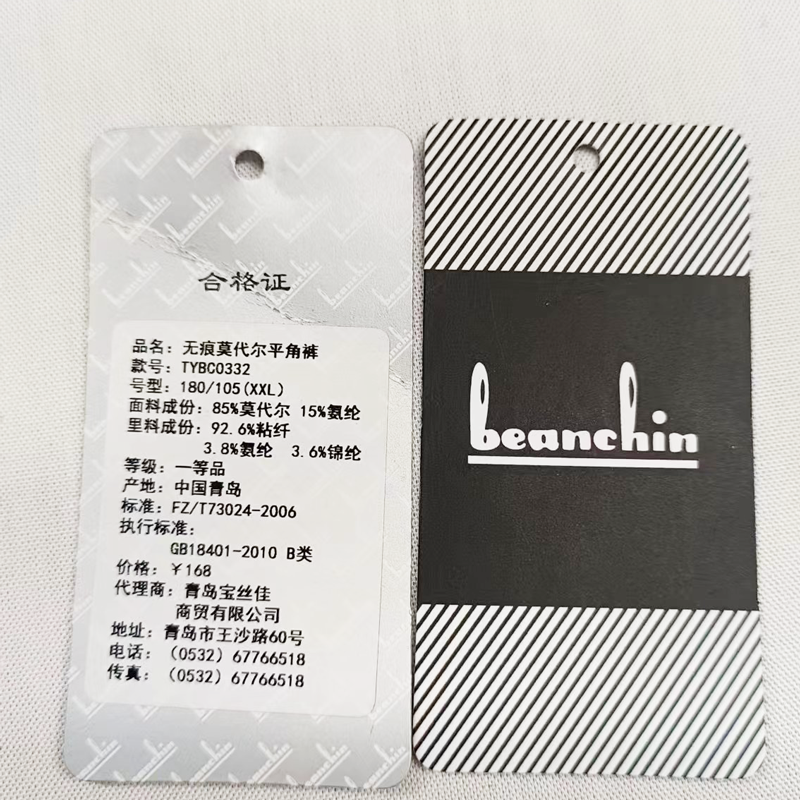 合格证
品名：无痕莫代尔平角裤
款号：TYBC0332
号型：180/105(XXL)
面料成份：85%莫代尔 15%氨纶
里料成份：92.6%粘纤
3.8%氨纶 3.6%锦纶
等级：一等品
产地：中国青岛
标准：FZ/T73024-2006
执行标准：
GB18401-2010 B类
价格：￥168
代理商：青岛宝丝佳
商贸有限公司
地址：青岛市王沙路60号
电话：（0532）67766518
传真：（0532）67766518
beanchin